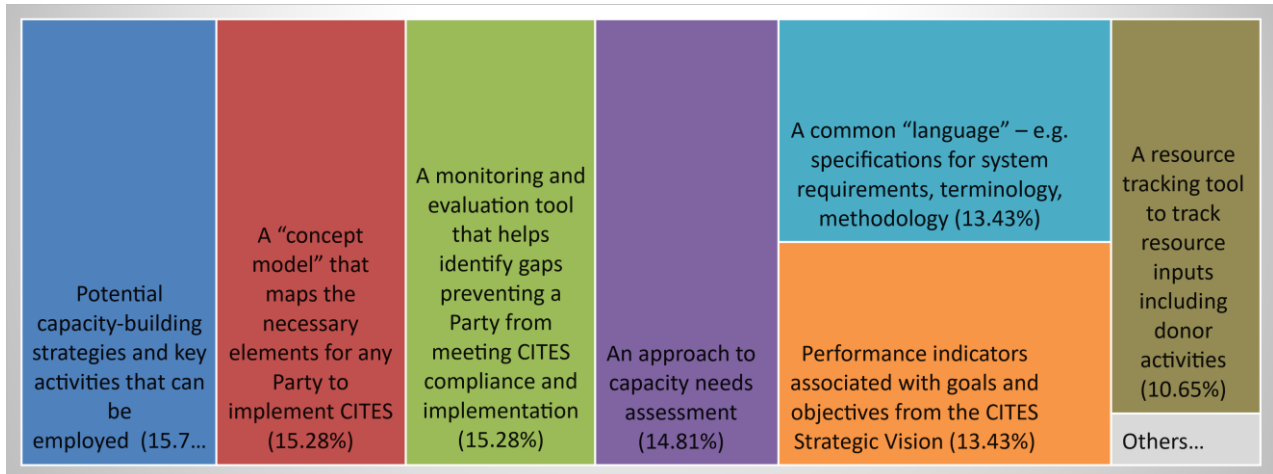 Potential
capacity-building
strategies and key
activities that can
be
employed (15.7...
A “concept
model” that
maps the
necessary
elements for any
Party to
implement CITES
(15.28%)
A monitoring and
evaluation tool
that helps
identify gaps
preventing a
Party from
meeting CITES
compliance and
implementation
(15.28%)
An approach to
capacity needs
assessment
(14.81%)
A common “language” – e.g.
specifications for system
requirements, terminology,
methodology (13.43%)
Performance indicators
associated with goals and
objectives from the CITES
Strategic Vision (13.43%)
A resource
tracking tool
to track
resource
inputs
including
donor
activities
(10.65%)
Others...